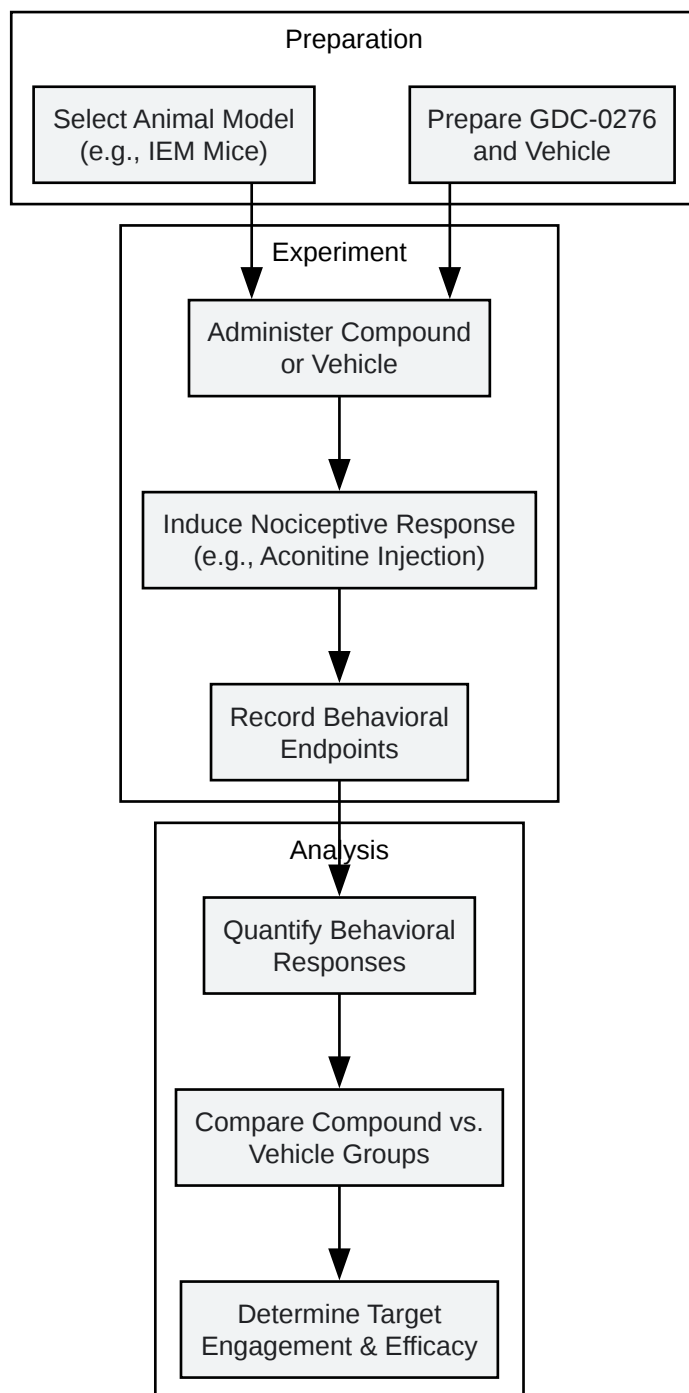 Preparation
Select Animal Model
(e.g., IEM Mice)
Prepare GDC-0276
and Vehicle
Experiment
Administer Compound
or Vehicle
Induce Nociceptive Response
(e.g., Aconitine Injection)
Record Behavioral
Endpoints
Analysis
Quantify Behavioral
Responses
Compare Compound vs.
Vehicle Groups
Determine Target
Engagement & Efficacy